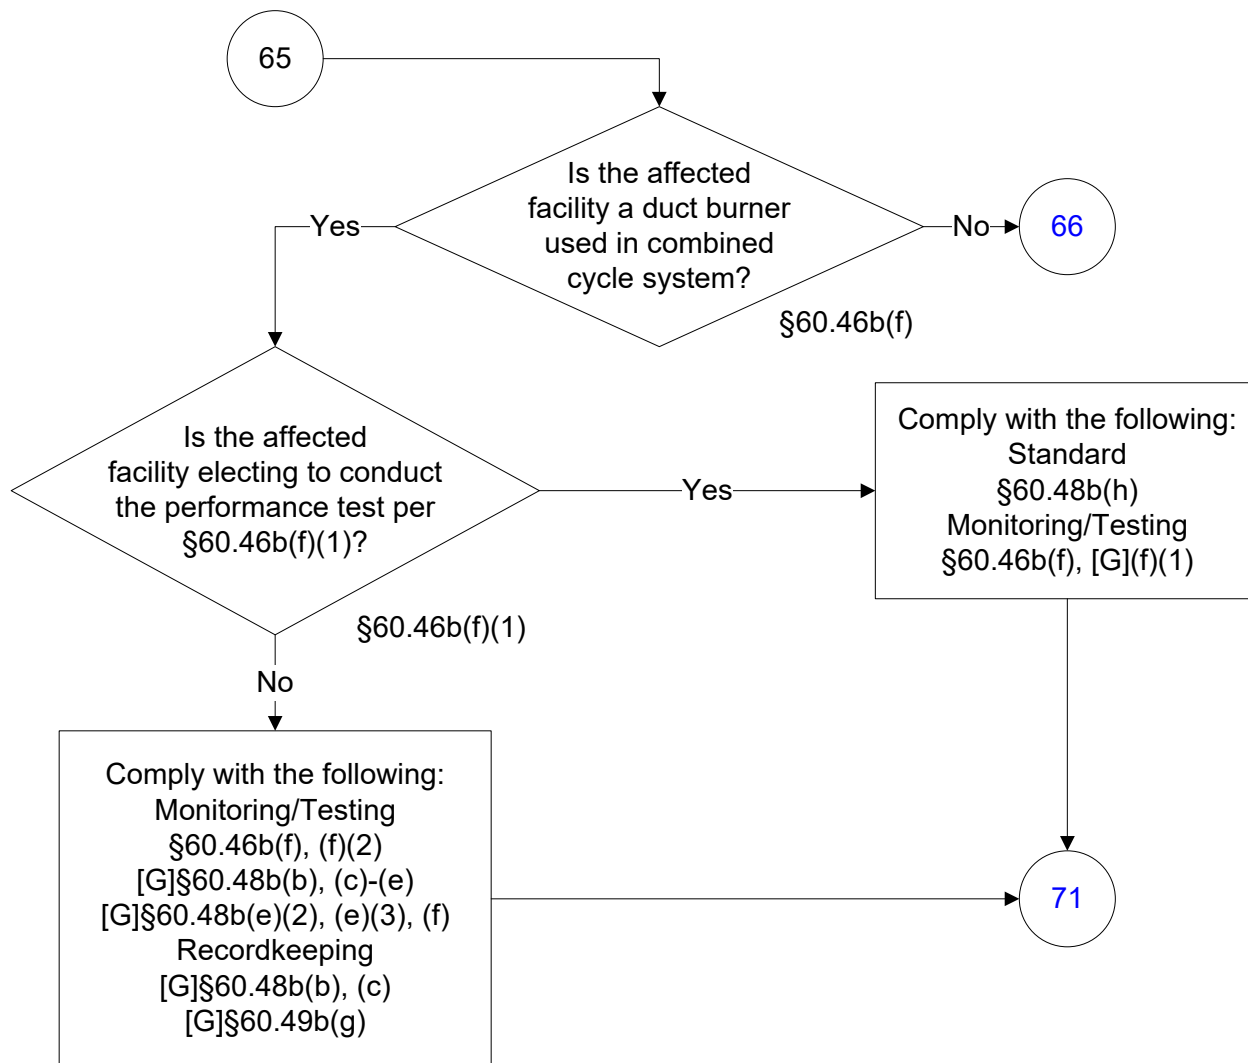 65
Is the affected
facility a duct burner
used in combined
cycle system?
Yes
No
66
§60.46b(f)
Is the affected
facility electing to conduct
the performance test per
§60.46b(f)(1)?
Yes
Comply with the following:
Standard
§60.48b(h)
Monitoring/Testing
§60.46b(f), [G](f)(1)
§60.46b(f)(1)
No
Comply with the following:
Monitoring/Testing
§60.46b(f), (f)(2)
[G]§60.48b(b), (c)-(e)
[G]§60.48b(e)(2), (e)(3), (f)
Recordkeeping
[G]§60.48b(b), (c)
[G]§60.49b(g)
71